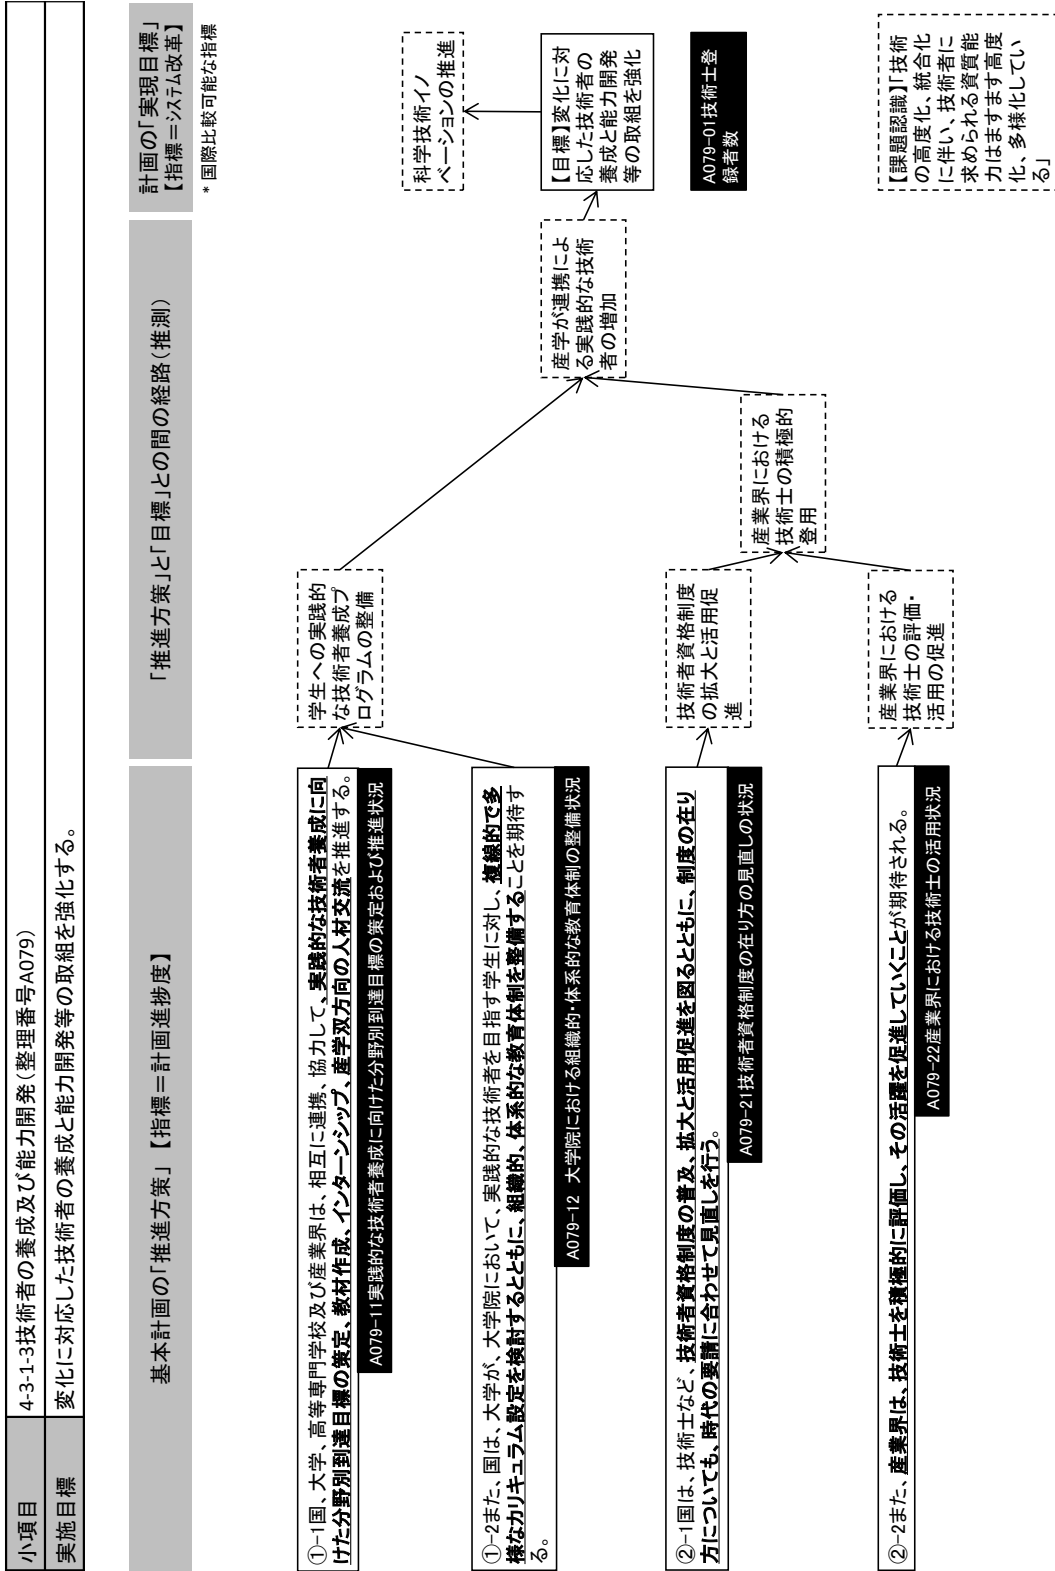 小項目
4-3-1-3技術者の養成及び能力開発（整理番号A079）
実施目標
変化に対応した技術者の養成と能力開発等の取組を強化する。
基本計画の「推進方策」【指標＝計画進捗度】
「推進方策」と「目標」との間の経路（推測）
計画の「実現目標」
【指標＝システム改革】
* 国際比較可能な指標
①-1国、大学、高等専門学校及び産業界は、相互に連携、協力して、実践的な技術者養成に向
けた分野別到達目標の策定、教材作成、インターンシップ、産学双方向の人材交流を推進する。
A079-11実践的な技術者養成に向けた分野別到達目標の策定および推進状況
①-2また、国は、大学が、大学院において、実践的な技術者を目指す学生に対し、複線的で多
様なカリキュラム設定を検討するとともに、組織的、体系的な教育体制を整備することを期待す
る。
A079-12 大学院における組織的・体系的な教育体制の整備状況
②-1国は、技術士など、技術者資格制度の普及、拡大と活用促進を図るとともに、制度の在り
方についても、時代の要請に合わせて見直しを行う。
A079-21技術者資格制度の在り方の見直しの状況
②-2また、産業界は、技術士を積極的に評価し、その活躍を促進していくことが期待される。
A079-22産業界における技術士の活用状況
学生への実践的
な技術者養成プ
ログラムの整備
技術者資格制度
の拡大と活用促
進
産業界における
技術士の評価・
活用の促進
産業界における
技術士の積極的
登用
産学が連携によ
る実践的な技術
者の増加
科学技術イノ
ベーションの推進
【目標】変化に対
応した技術者の
養成と能力開発
等の取組を強化
A079-01技術士登
録者数
【課題認識】「技術
の高度化、統合化
に伴い、技術者に
求められる資質能
力はますます高度
化、多様化してい
る」